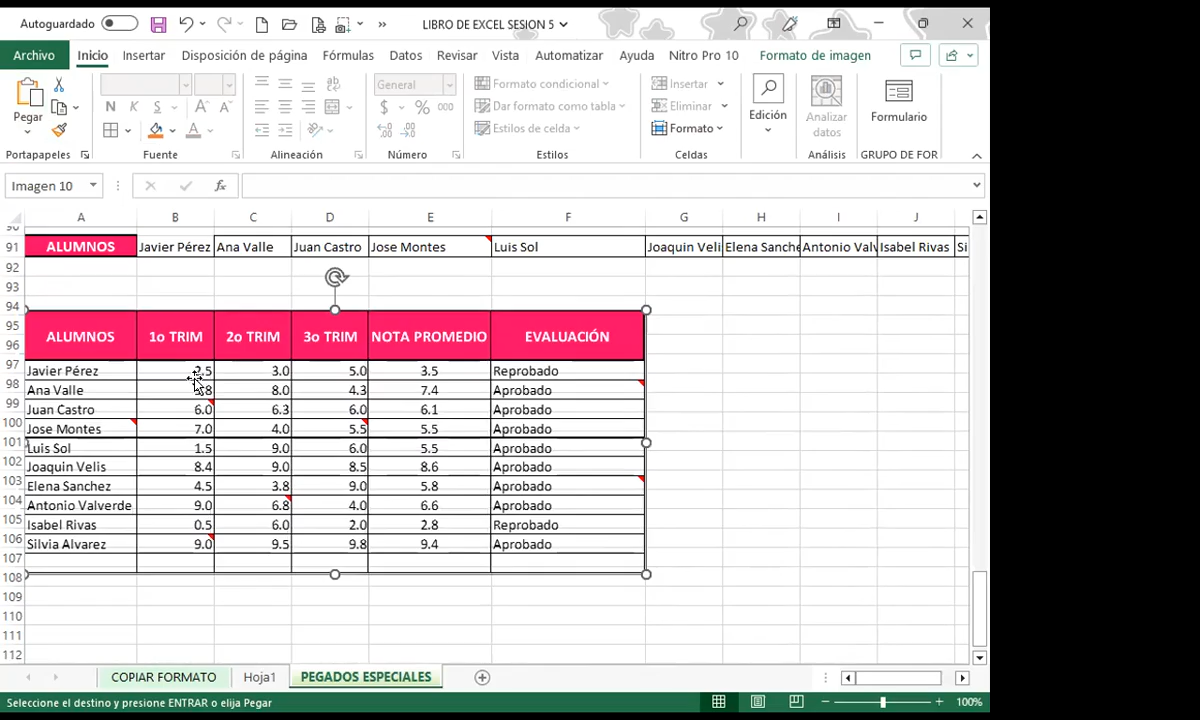 Autoguardado LIBRO DE EXCEL SESION 5
Archivo Inicio Insertar Disposición de página Fórmulas Datos Revisar Vista Automatizar Ayuda Nitro Pro 10 Formato de imagen
General Formato condicional Insertar
Dar formato como tabla Eliminar
Pegar N K S $ % 000 Estilos de celda Formato Edición Analizar datos Formulario
Portapapeles Fuente Alineación Número Estilos Celdas Análisis GRUPO DE FOR
Imagen 10 fx
A B C D E F G H I J
91 ALUMNOS Javier Pérez Ana Valle Juan Castro Jose Montes Luis Sol Joaquin Veli Elena Sanche Antonio Val Isabel Rivas Si
92
93
94
95 ALUMNOS 1o TRIM 2o TRIM 3o TRIM NOTA PROMEDIO EVALUACIÓN
96
97 Javier Pérez .5 3.0 5.0 3.5 Reprobado
98 Ana Valle .8 8.0 4.3 7.4 Aprobado
99 Juan Castro 6.0 6.3 6.0 6.1 Aprobado
100 Jose Montes 7.0 4.0 5.5 5.5 Aprobado
101 Luis Sol 1.5 9.0 6.0 5.5 Aprobado
102 Joaquin Velis 8.4 9.0 8.5 8.6 Aprobado
103 Elena Sanchez 4.5 3.8 9.0 5.8 Aprobado
104 Antonio Valverde 9.0 6.8 4.0 6.6 Aprobado
105 Isabel Rivas 0.5 6.0 2.0 2.8 Reprobado
106 Silvia Alvarez 9.0 9.5 9.8 9.4 Aprobado
107
108
109
110
111
112
COPIAR FORMATO Hoja1 PEGADOS ESPECIALES
Seleccione el destino y presione ENTRAR o elija Pegar 100%